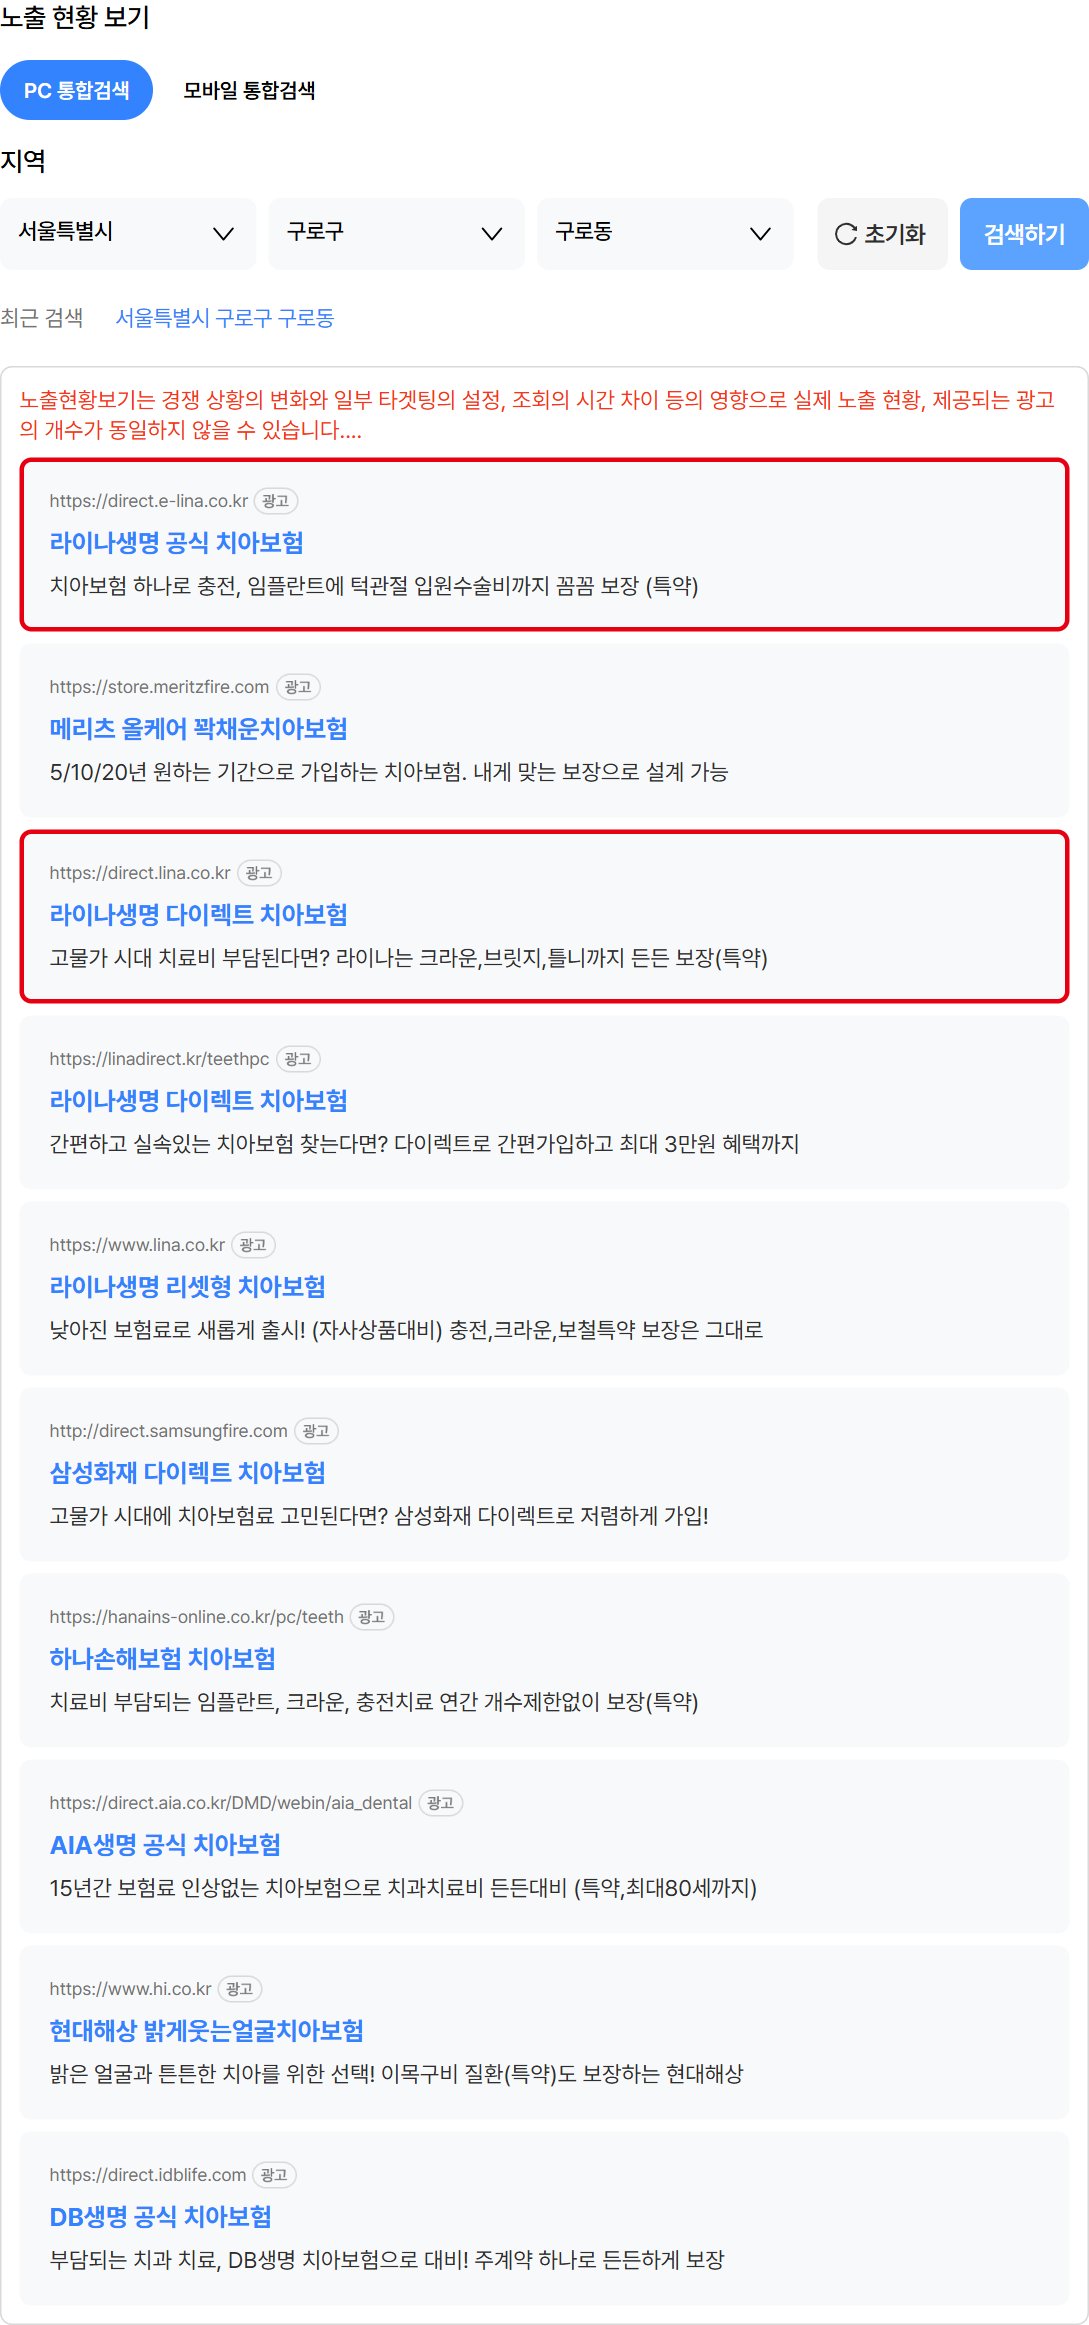 노출 현황 보기
PC 통합검색 모바일 통합검색
지역
서울특별시 구로구 구로동 초기화 검색하기
최근 검색 서울특별시 구로구 구로동
노출현황보기는 경쟁 상황의 변화와 일부 타겟팅의 설정, 조회의 시간 차이 등의 영향으로 실제 노출 현황, 제공되는 광고
의 개수가 동일하지 않을 수 있습니다....
https://direct.e-lina.co.kr 광고
라이나생명 공식 치아보험
치아보험 하나로 충전, 임플란트에 턱관절 입원수술비까지 꼼꼼 보장 (특약)
https://store.meritzfire.com 광고
메리츠 올케어 꽉채운치아보험
5/10/20년 원하는 기간으로 가입하는 치아보험. 내게 맞는 보장으로 설계 가능
https://direct.lina.co.kr 광고
라이나생명 다이렉트 치아보험
고물가 시대 치료비 부담된다면? 라이나는 크라운,브릿지,틀니까지 든든 보장(특약)
https://linadirect.kr/teethpc 광고
라이나생명 다이렉트 치아보험
간편하고 실속있는 치아보험 찾는다면? 다이렉트로 간편가입하고 최대 3만원 혜택까지
https://www.lina.co.kr 광고
라이나생명 리셋형 치아보험
낮아진 보험료로 새롭게 출시! (자사상품대비) 충전,크라운,보철특약 보장은 그대로
http://direct.samsungfire.com 광고
삼성화재 다이렉트 치아보험
고물가 시대에 치아보험료 고민된다면? 삼성화재 다이렉트로 저렴하게 가입!
https://hanains-online.co.kr/pc/teeth 광고
하나손해보험 치아보험
치료비 부담되는 임플란트, 크라운, 충전치료 연간 개수제한없이 보장(특약)
https://direct.aia.co.kr/DMD/webin/aia_dental 광고
AIA생명 공식 치아보험
15년간 보험료 인상없는 치아보험으로 치과치료비 든든대비 (특약,최대80세까지)
https://www.hi.co.kr 광고
현대해상 밝게웃는얼굴치아보험
밝은 얼굴과 튼튼한 치아를 위한 선택! 이목구비 질환(특약)도 보장하는 현대해상
https://direct.idblife.com 광고
DB생명 공식 치아보험
부담되는 치과 치료, DB생명 치아보험으로 대비! 주계약 하나로 든든하게 보장